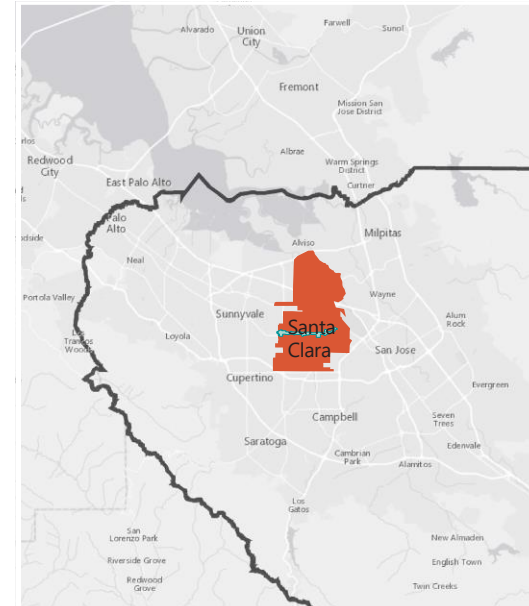 Alvarado
Union
City
Farwell
Sunol
Fremont
Mission San
Jose District
Albrae
Redwood
City
East Palo Alto
Warm Springs
District
Curtner
Palo
Alto
Milpitas
Alviso
Neal
Portola Valley
Wayne
Sunnyvale
Alum
Rock
Santa
Clara
Los
Trancos
Woods
Loyola
San Jose
Cupertino
Evergreen
Campbell
Seven
Trees
Saratoga
Edenvale
Cambrian
Park
Alamitos
Los
Gatos
San
Lorenzo Park
New Almaden
Riverside Grove
English Town
Redwood
Grove
Twin Creeks